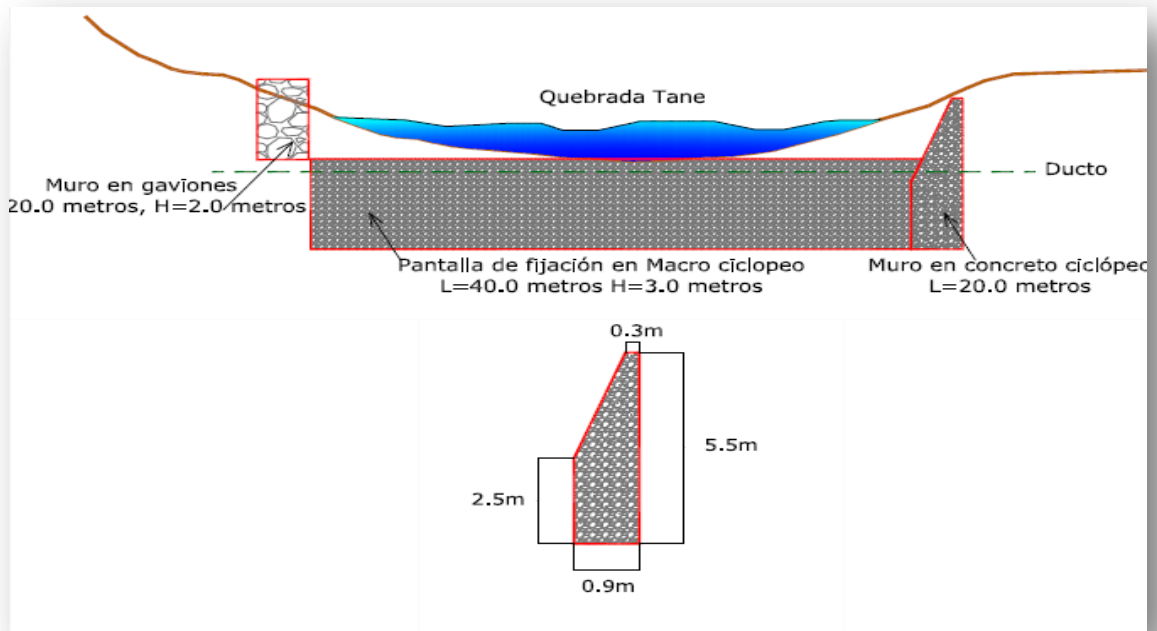 Quebrada Tane
Ducto
Muro en gaviones
20.0 metros, H=2.0 metros
Pantalla de fijación en Macro ciclopeo
L=40.0 metros H=3.0 metros
Muro en concreto ciclópeo
L=20.0 metros
0.3m
5.5m
2.5m
0.9m